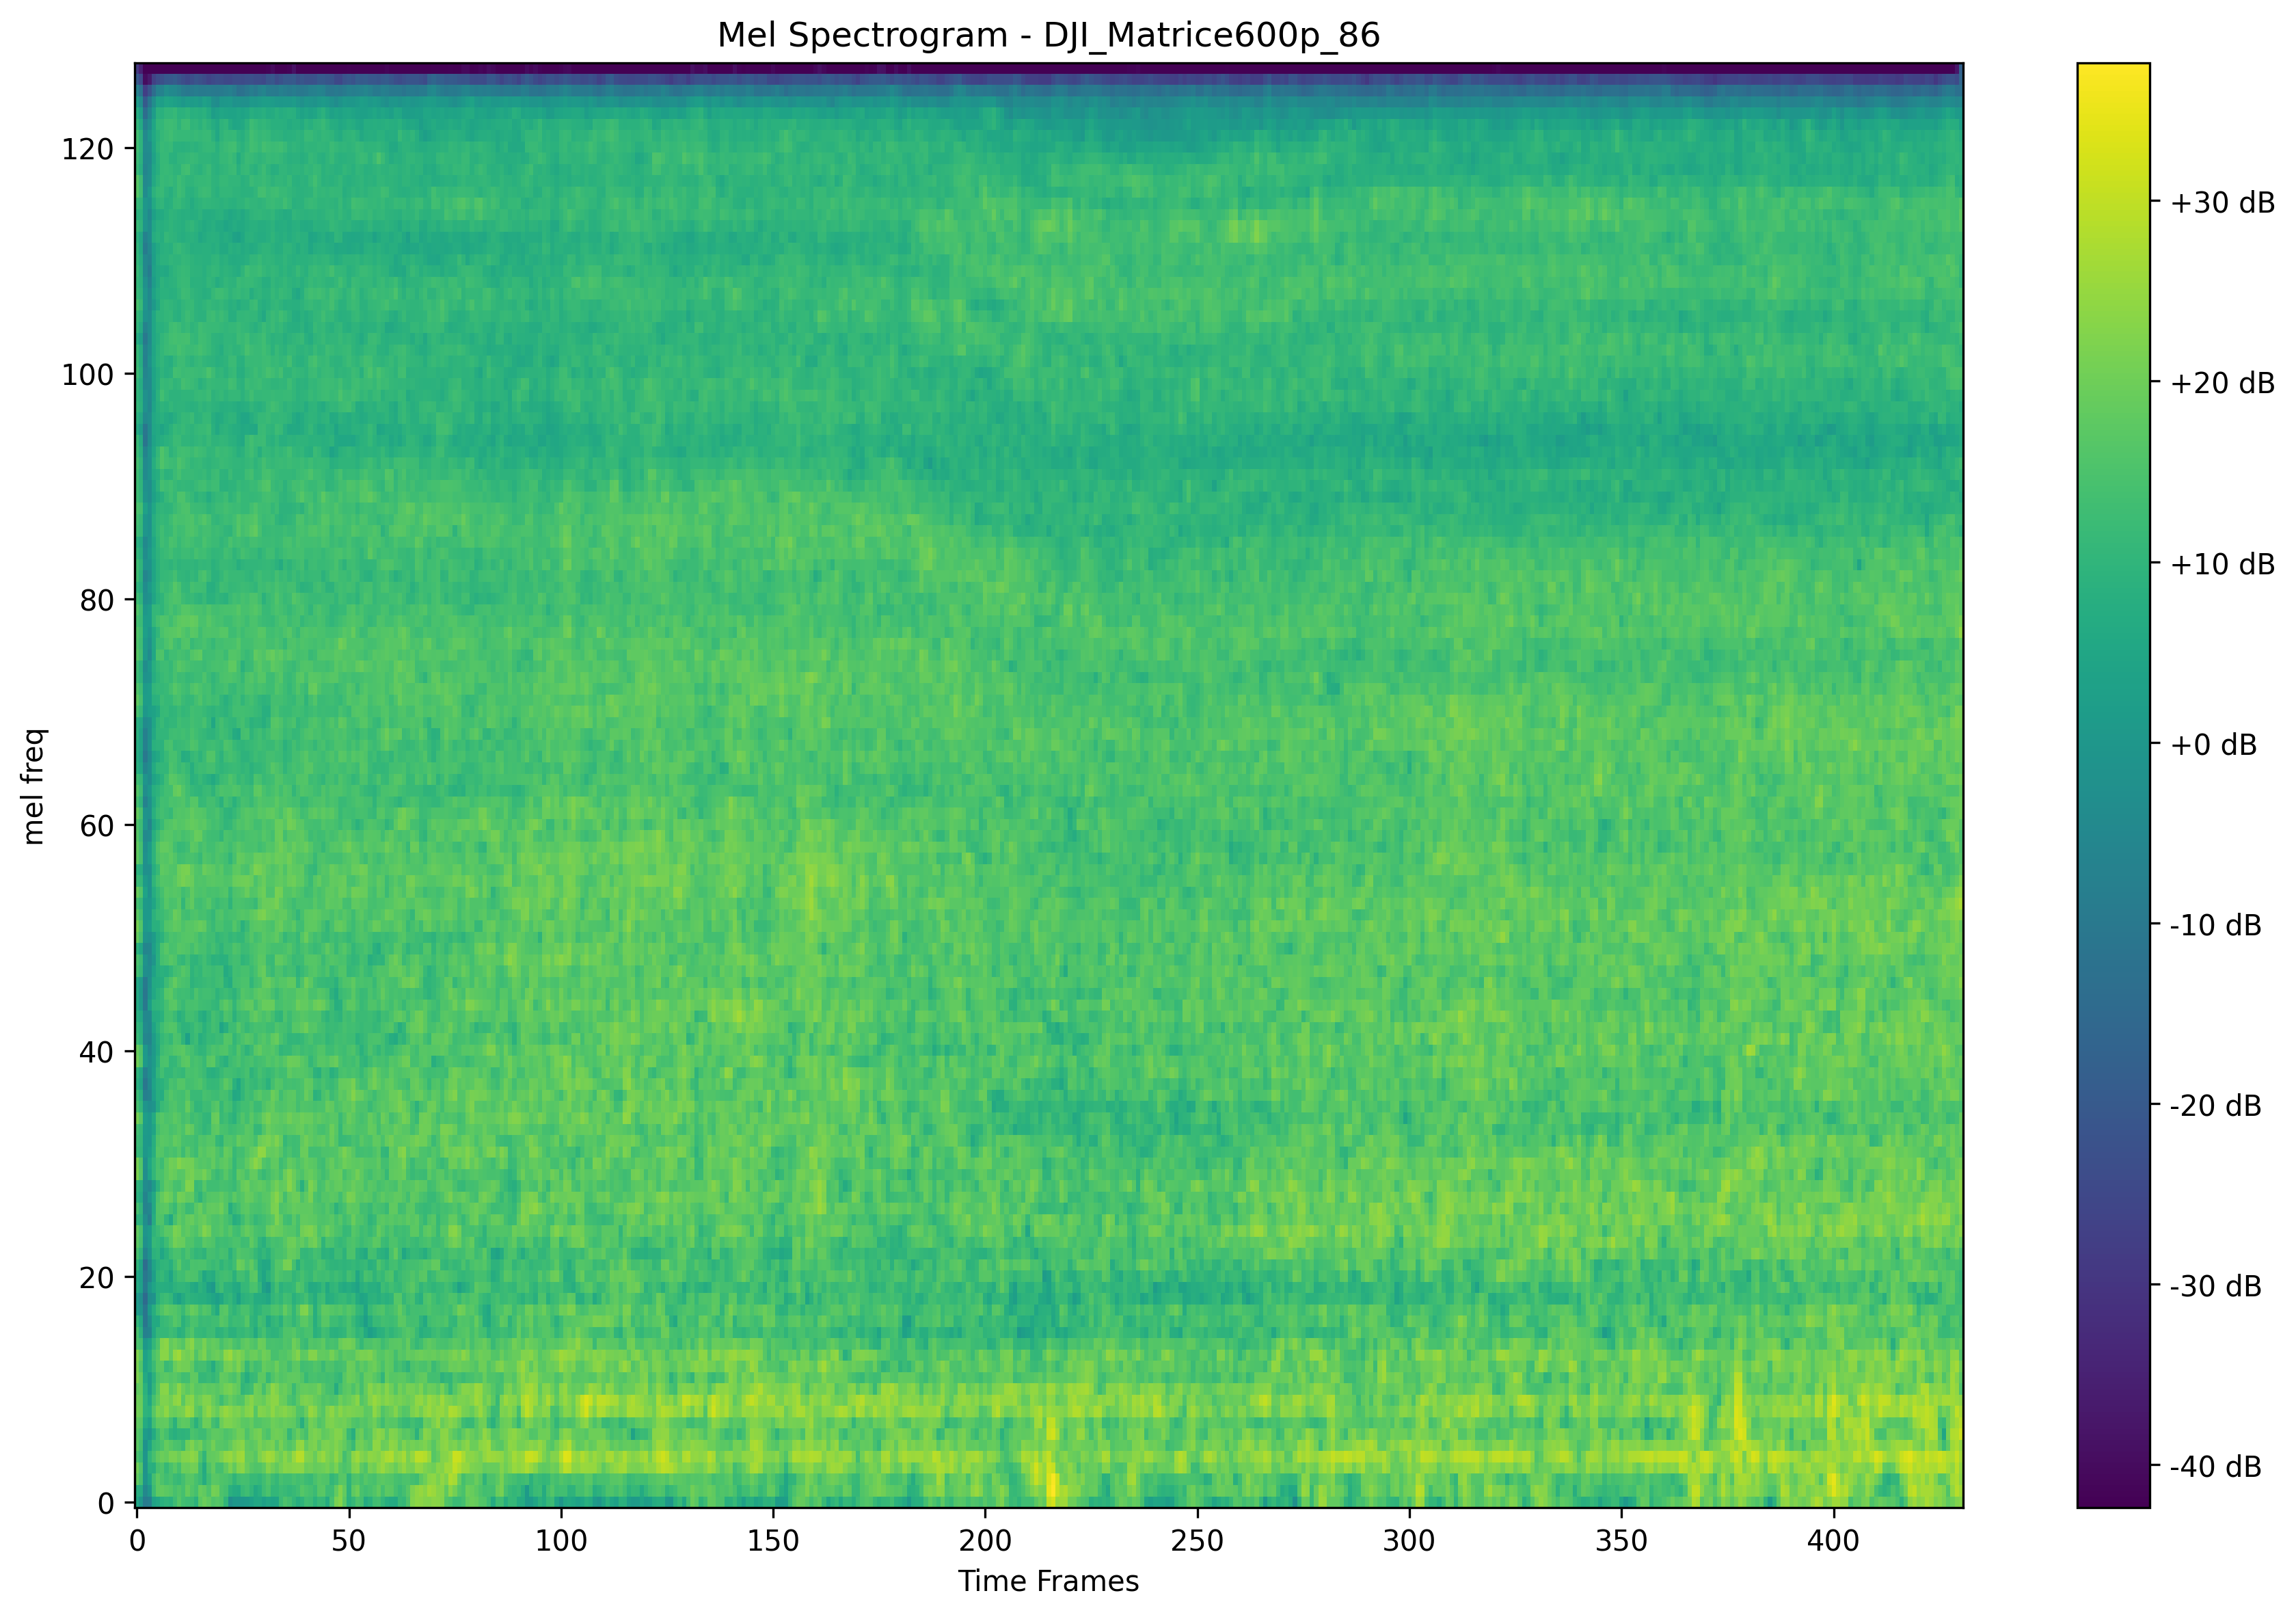 Mel Spectrogram - DJI_Matrice600p_86
mel freq
120
100
80
60
40
20
0
0 50 100 150 200 250 300 350 400
Time Frames
+30 dB
+20 dB
+10 dB
+0 dB
-10 dB
-20 dB
-30 dB
-40 dB